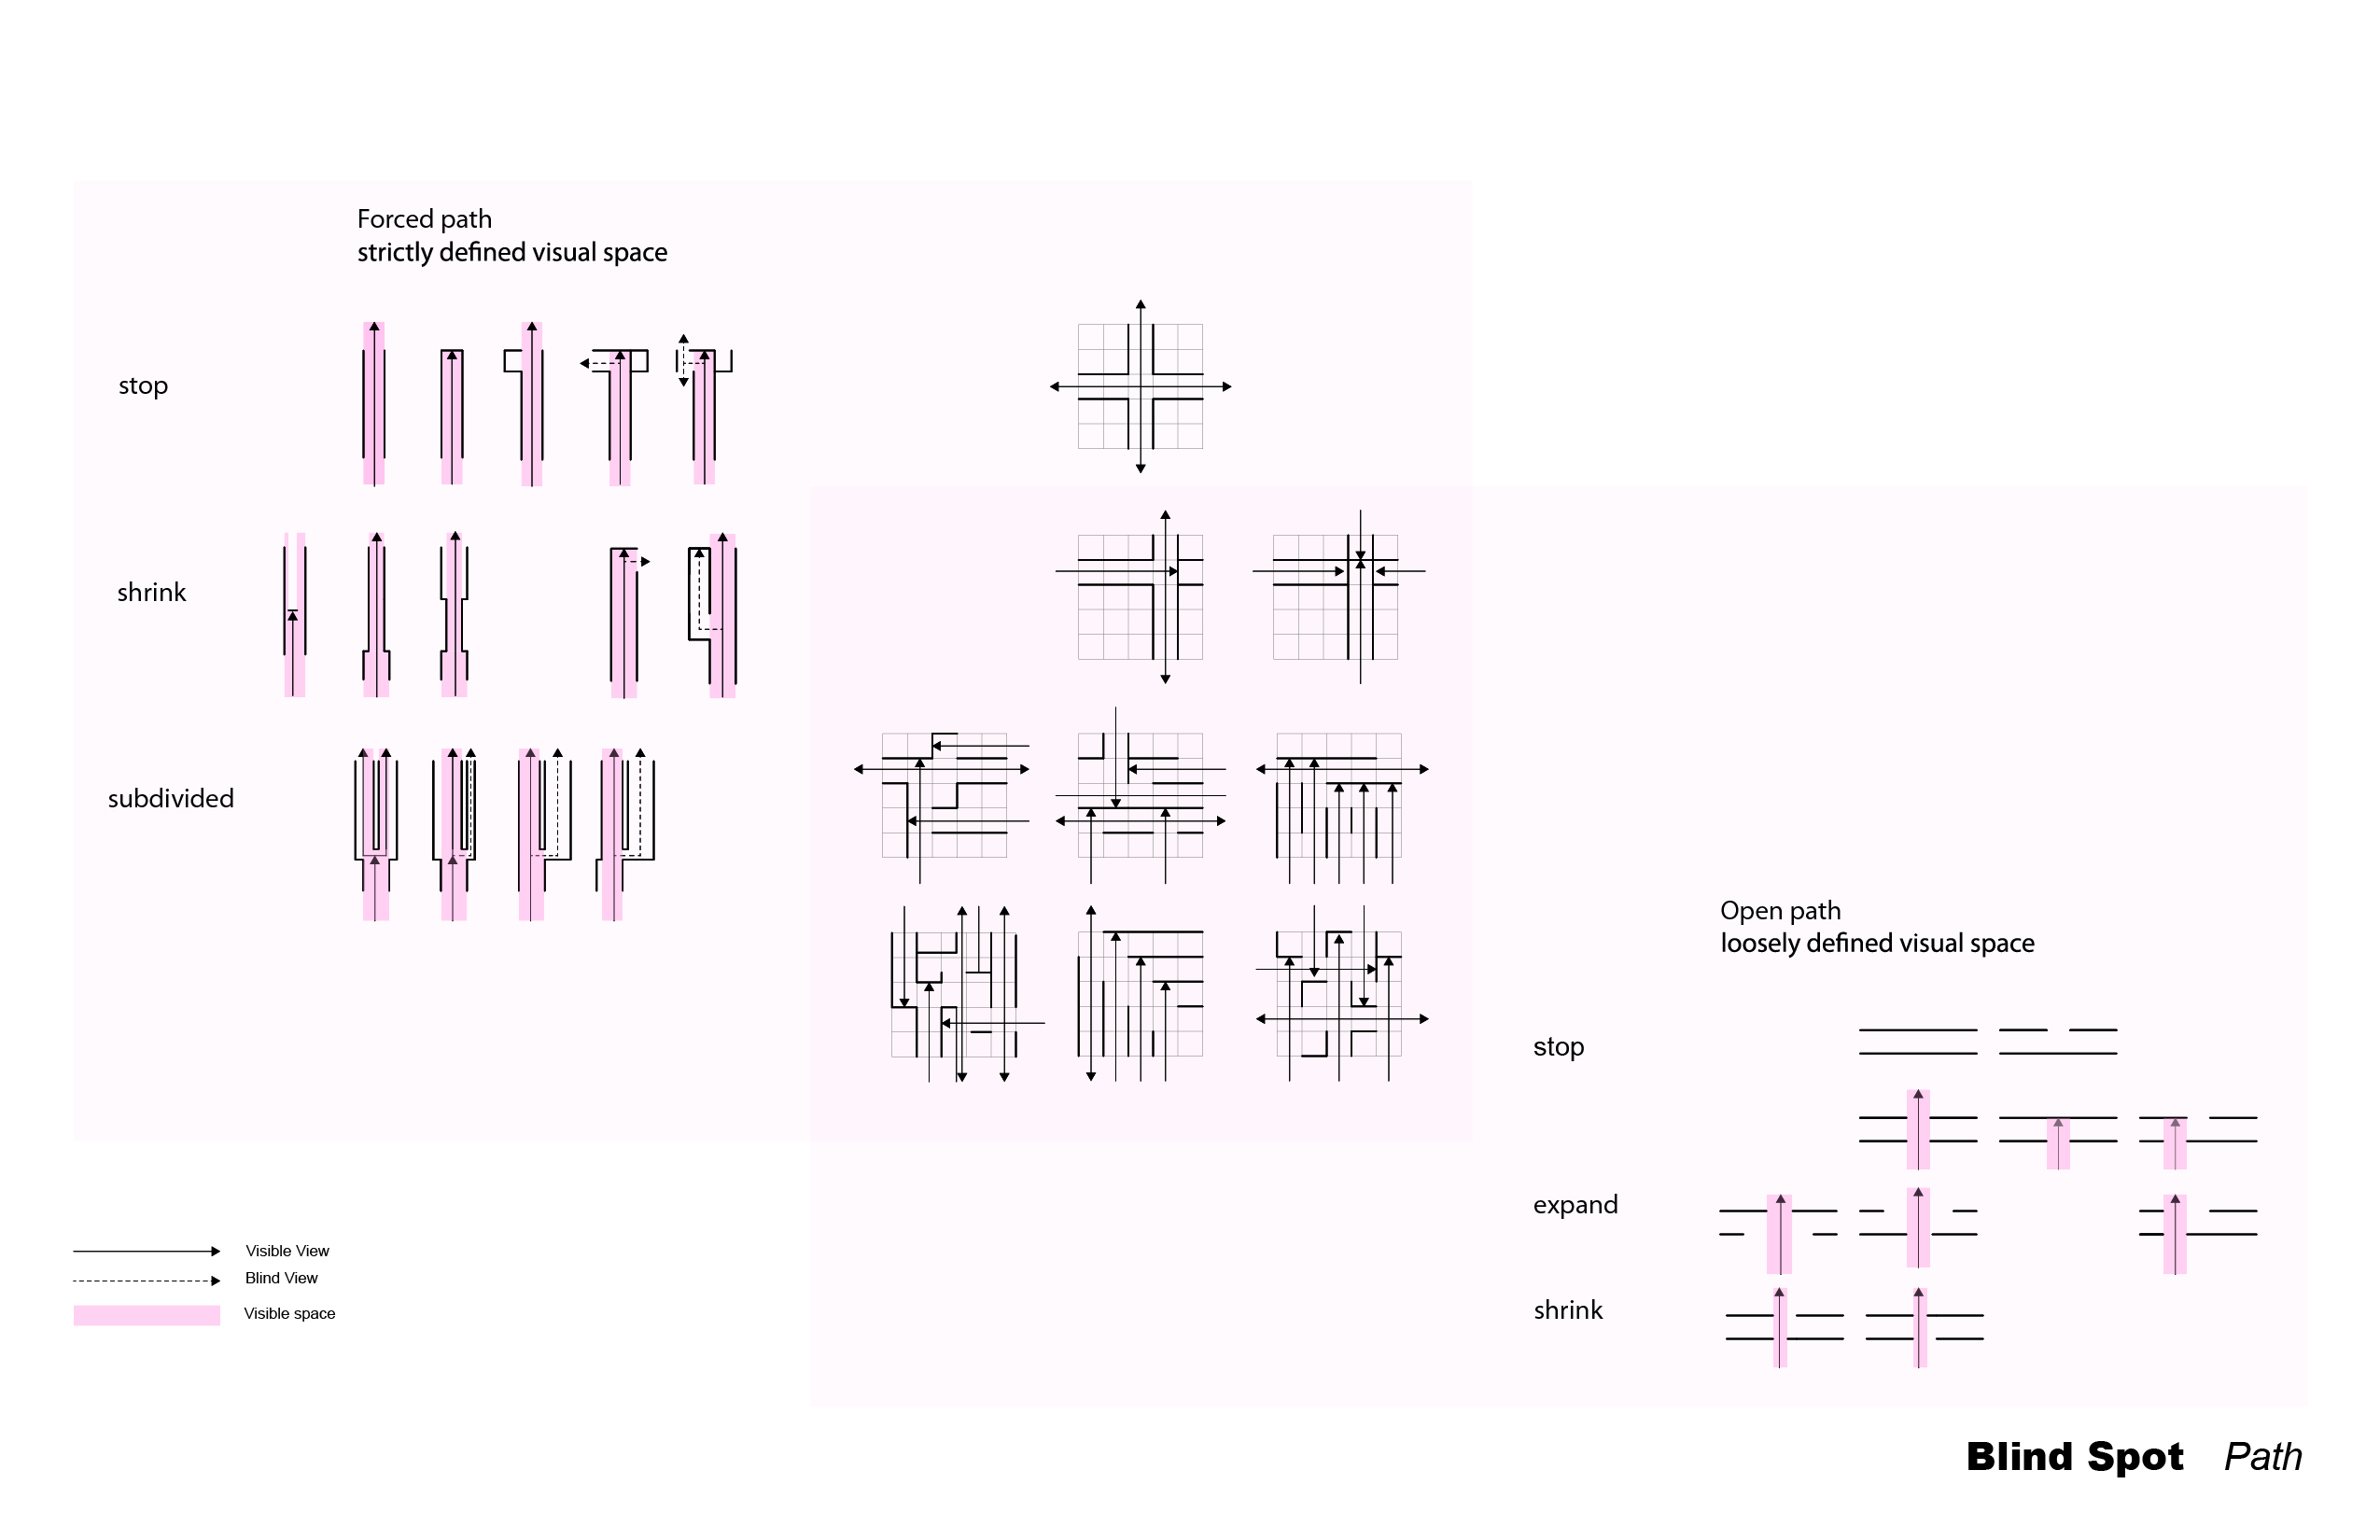 Forced path
strictly defined visual space
stop
shrink
subdivided
Open path
loosely defined visual space
stop
expand
shrink
Visible View
Blind View
Visible space
Blind Spot Path